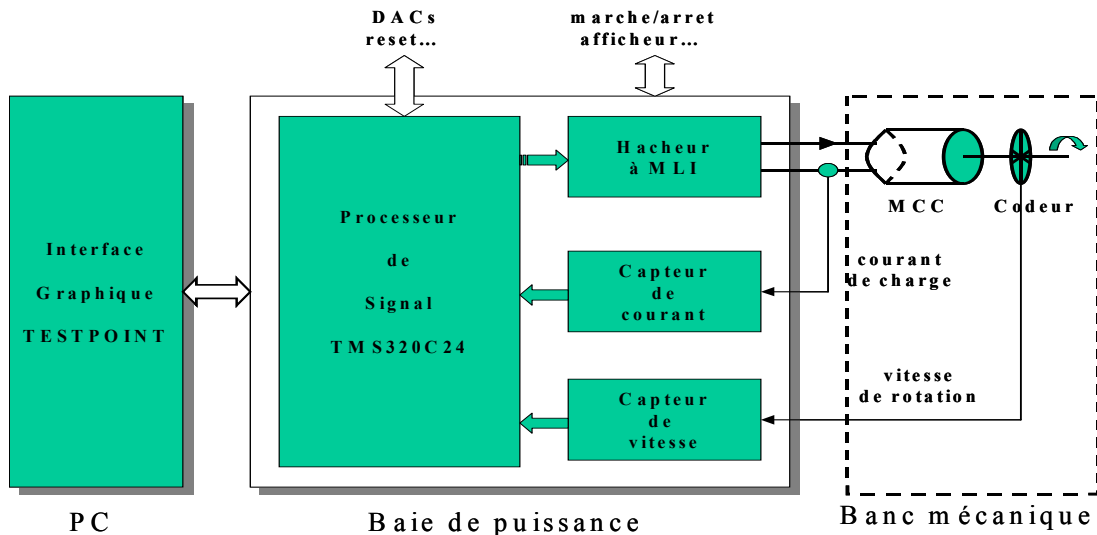 DACs
reset...
marche/arret
afficheur...
Interface
Graphique
TESTPOINT
Processeur
de
Signal
TMS320C24
Hacheur
à MLI
Capteur
de
courant
Capteur
de
vitesse
MCC
Codeur
courant
de charge
vitesse
de rotation
PC
Baie de puissance
Banc mécanique